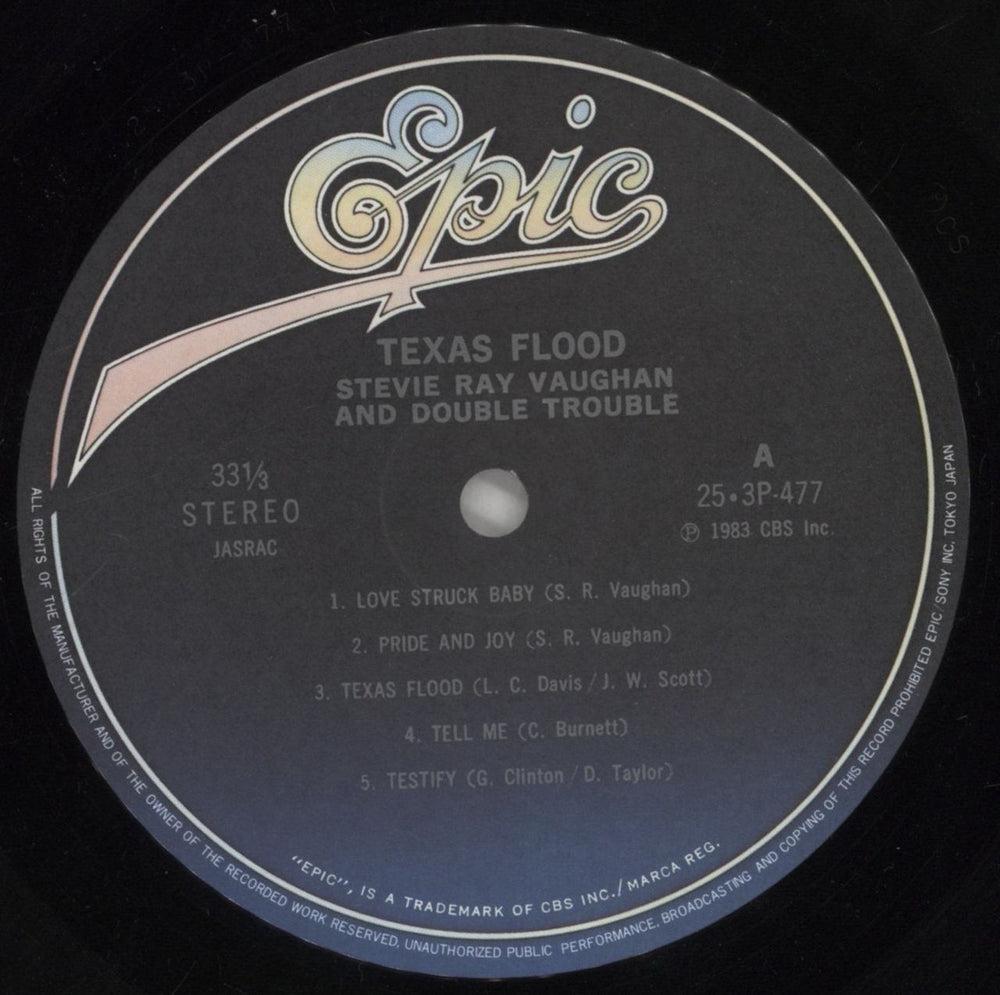 Epic
TEXAS FLOOD
STEVIE RAY VAUGHAN
AND DOUBLE TROUBLE
33⅓
STEREO
JASRAC
A
25・3P-477
Ⓟ 1983 CBS Inc.
1. LOVE STRUCK BABY (S. R. Vaughan)
2. PRIDE AND JOY (S. R. Vaughan)
3. TEXAS FLOOD (L. C. Davis / J. W. Scott)
4. TELL ME (C. Burnett)
5. TESTIFY (G. Clinton / D. Taylor)
"EPIC", IS A TRADEMARK OF CBS INC./MARCA REG.
ALL RIGHTS OF THE MANUFACTURER AND OF THE OWNER OF THE RECORDED WORK RESERVED, UNAUTHORIZED PUBLIC PERFORMANCE, BROADCASTING AND COPYING OF THIS RECORD PROHIBITED EPIC/SONY INC. TOKYO JAPAN